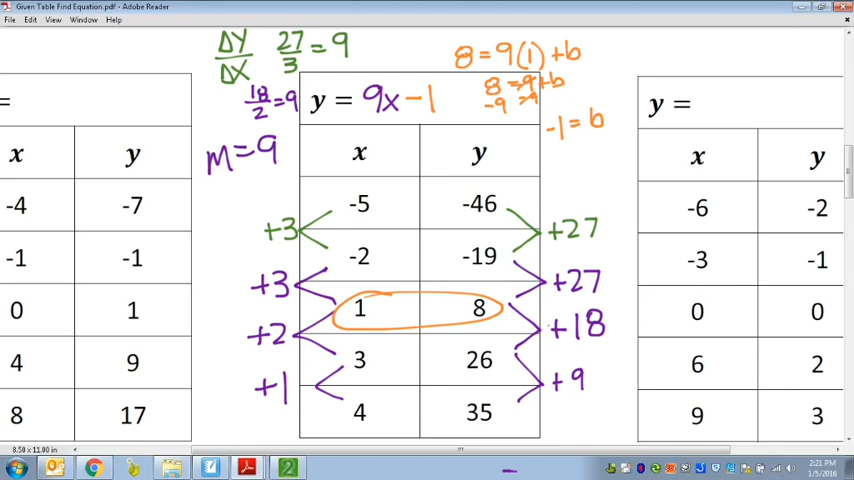 Given Table Find Equation.pdf - Adobe Reader
File Edit View Window Help
ΔY/ΔX 27/3 = 9
18/2 = 9
m = 9
8 = 9(1) + b
8 = 9 + b
-9 -9
-1 = b
=
x y
-4 -7
-1 -1
0 1
4 9
8 17
y = 9x - 1
x y
-5 -46
-2 -19
1 8
3 26
4 35
+3 +27
+3 +27
+2 +18
+1 +9
y =
x y
-6 -2
-3 -1
0 0
6 2
9 3
8.50 x 11.00 in
2:21 PM
1/5/2016